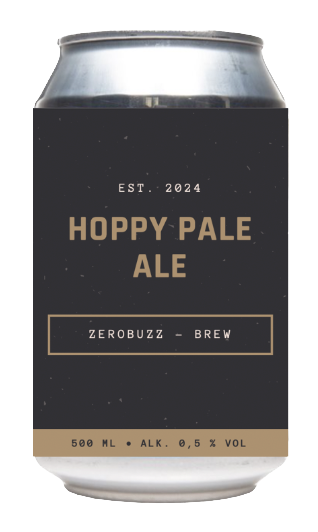 EST. 2024
HOPPY PALE
ALE
ZEROBUZZ – BREW
500 ML • ALK. 0,5 % VOL